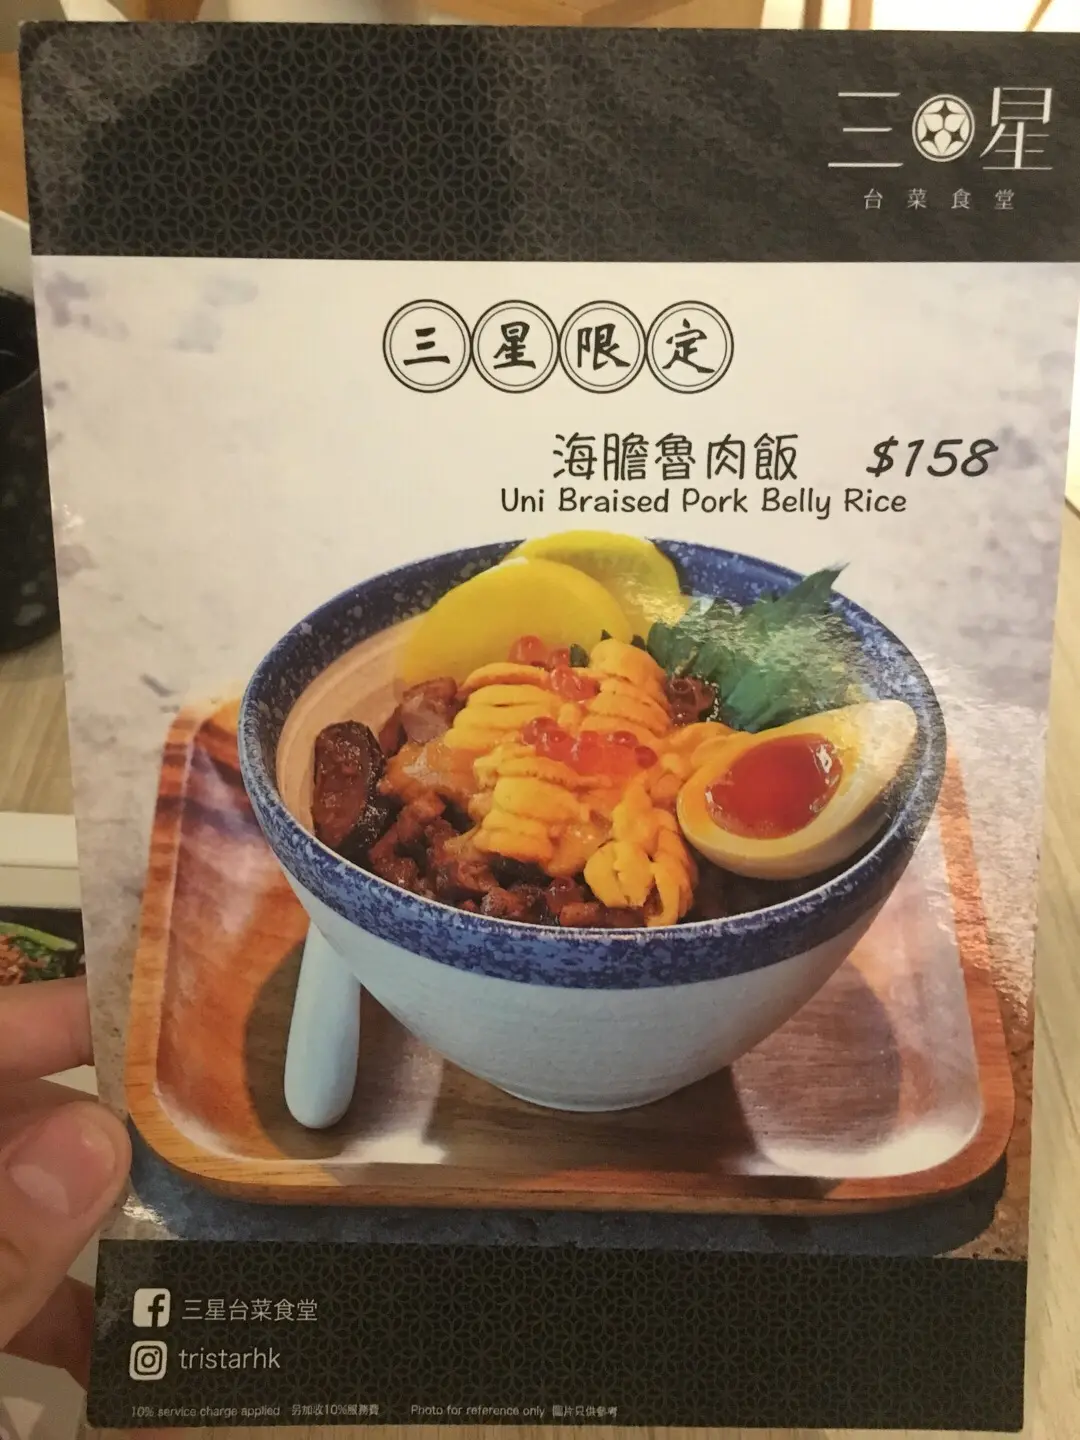 三星
台菜食堂
三星限定
海膽魯肉飯 $158
Uni Braised Pork Belly Rice
三星台菜食堂
tristarhk
10% service charge applied 另加收10%服務費 Photo for reference only 圖片只供參考